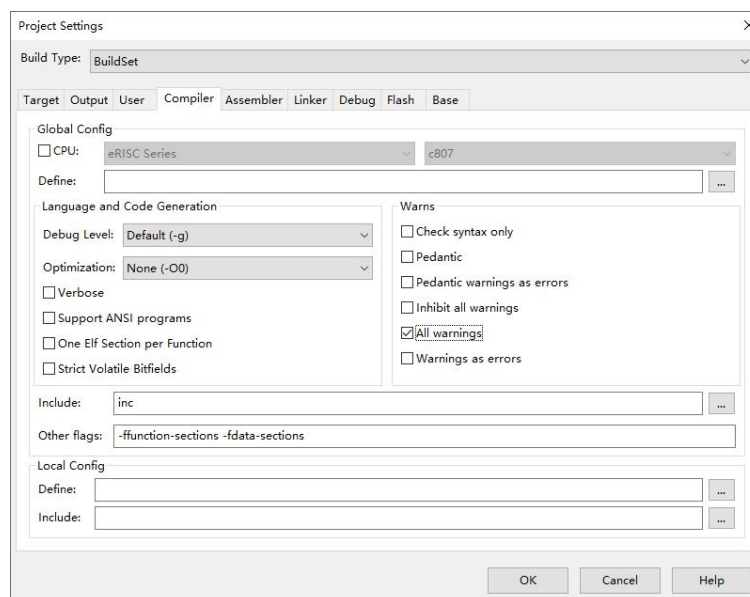 Project Settings
Build Type: BuildSet
Target Output User Compiler Assembler Linker Debug Flash Base
Global Config
CPU: eRISC Series c807
Define: ...
Language and Code Generation
Debug Level: Default (-g)
Optimization: None (-O0)
Verbose
Support ANSI programs
One Elf Section per Function
Strict Volatile Bitfields
Warns
Check syntax only
Pedantic
Pedantic warnings as errors
Inhibit all warnings
All warnings
Warnings as errors
Include: inc ...
Other flags: -ffunction-sections -fdata-sections
Local Config
Define: ...
Include: ...
OK Cancel Help